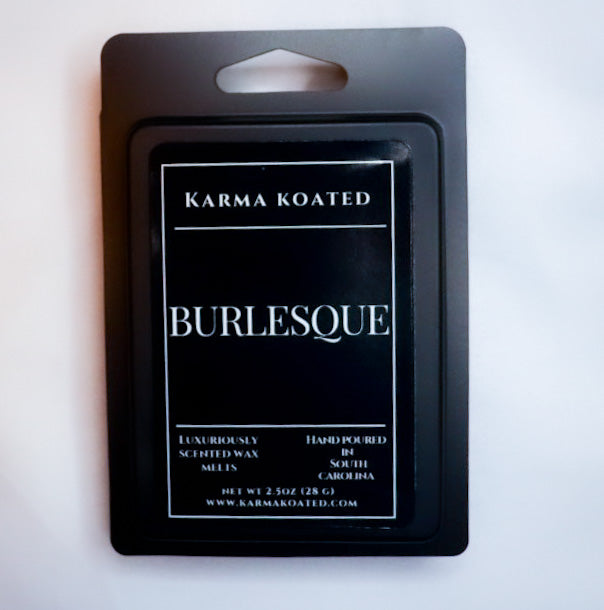 KARMA KOATED
BURLESQUE
LUXURIOUSLY
SCENTED WAX
MELTS
HAND POURED
IN
SOUTH
CAROLINA
NET WT 2.5OZ (28 G)
WWW.KARMAKOATED.COM